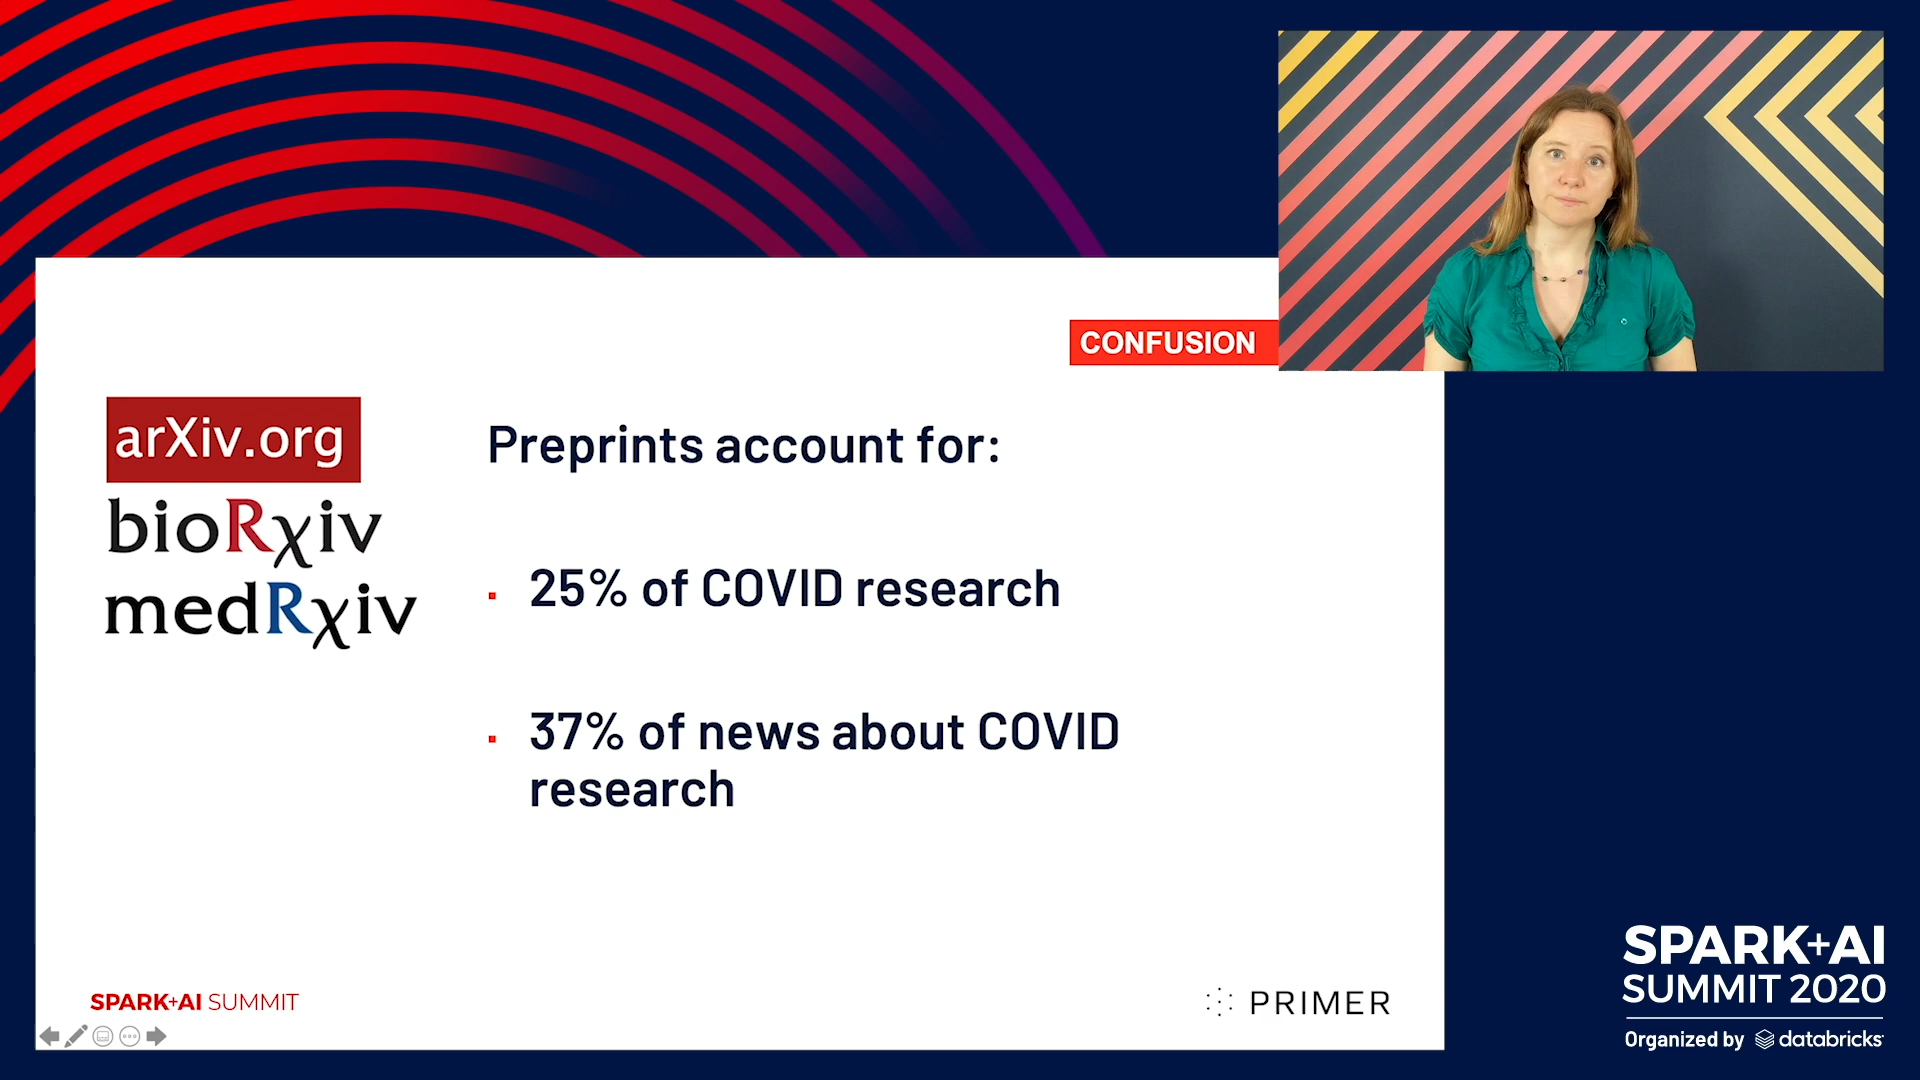 CONFUSION
arXiv.org
bioRχiv
medRχiv
Preprints account for:
25% of COVID research
37% of news about COVID
research
SPARK+AI SUMMIT
PRIMER
SPARK+AI
SUMMIT 2020
Organized by databricks